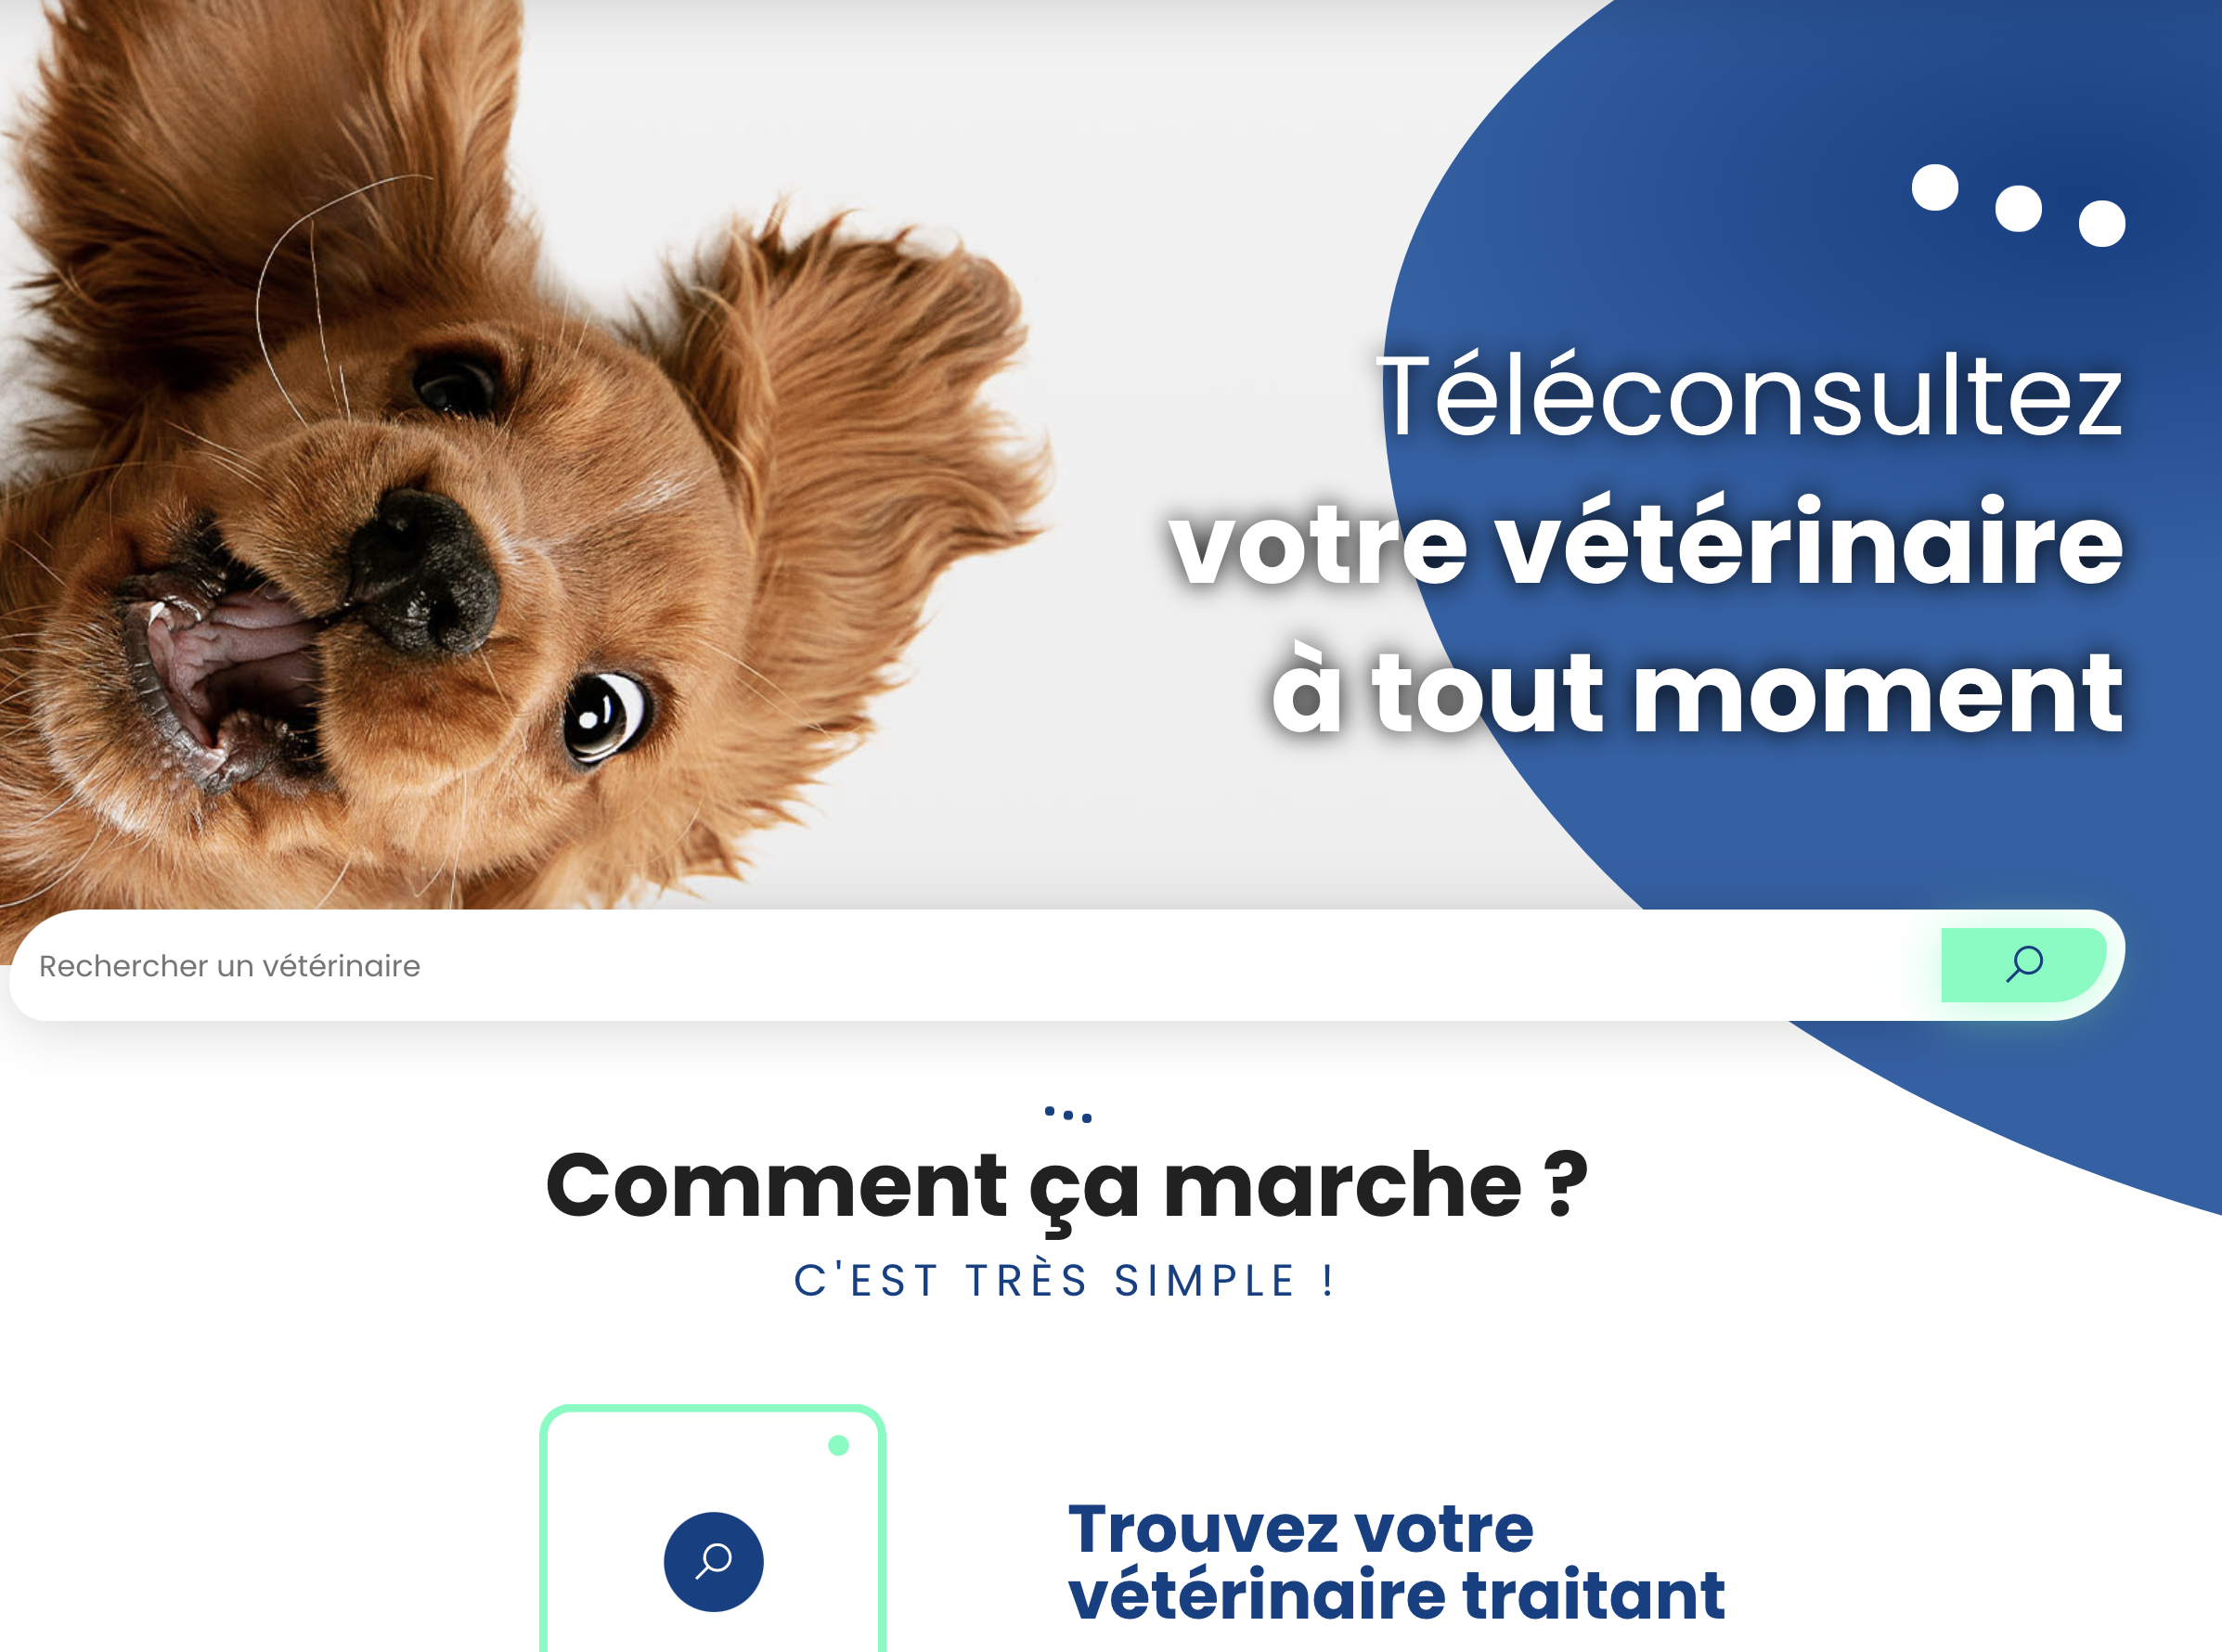 Téléconsultez
votre vétérinaire
à tout moment
Rechercher un vétérinaire
Comment ça marche ?
C'EST TRÈS SIMPLE !
Trouvez votre
vétérinaire traitant